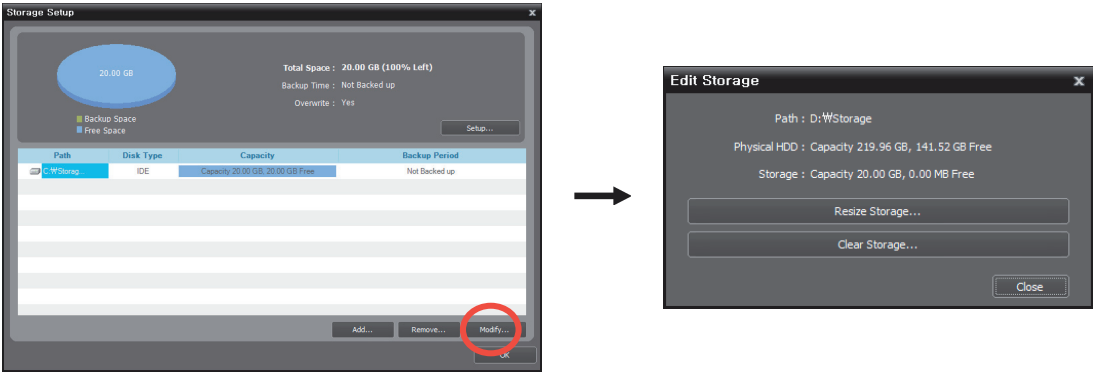 Storage Setup
x
20.00 GB
Backup Space
Free Space
Total Space : 20.00 GB (100% Left)
Backup Time : Not Backed up
Overwrite : Yes
Setup...
Path Disk Type Capacity Backup Period
C:₩Storag... IDE Capacity 20.00 GB, 20.00 GB Free Not Backed up
Add... Remove... Modify...
OK
Edit Storage
x
Path : D:₩Storage
Physical HDD : Capacity 219.96 GB, 141.52 GB Free
Storage : Capacity 20.00 GB, 0.00 MB Free
Resize Storage...
Clear Storage...
Close